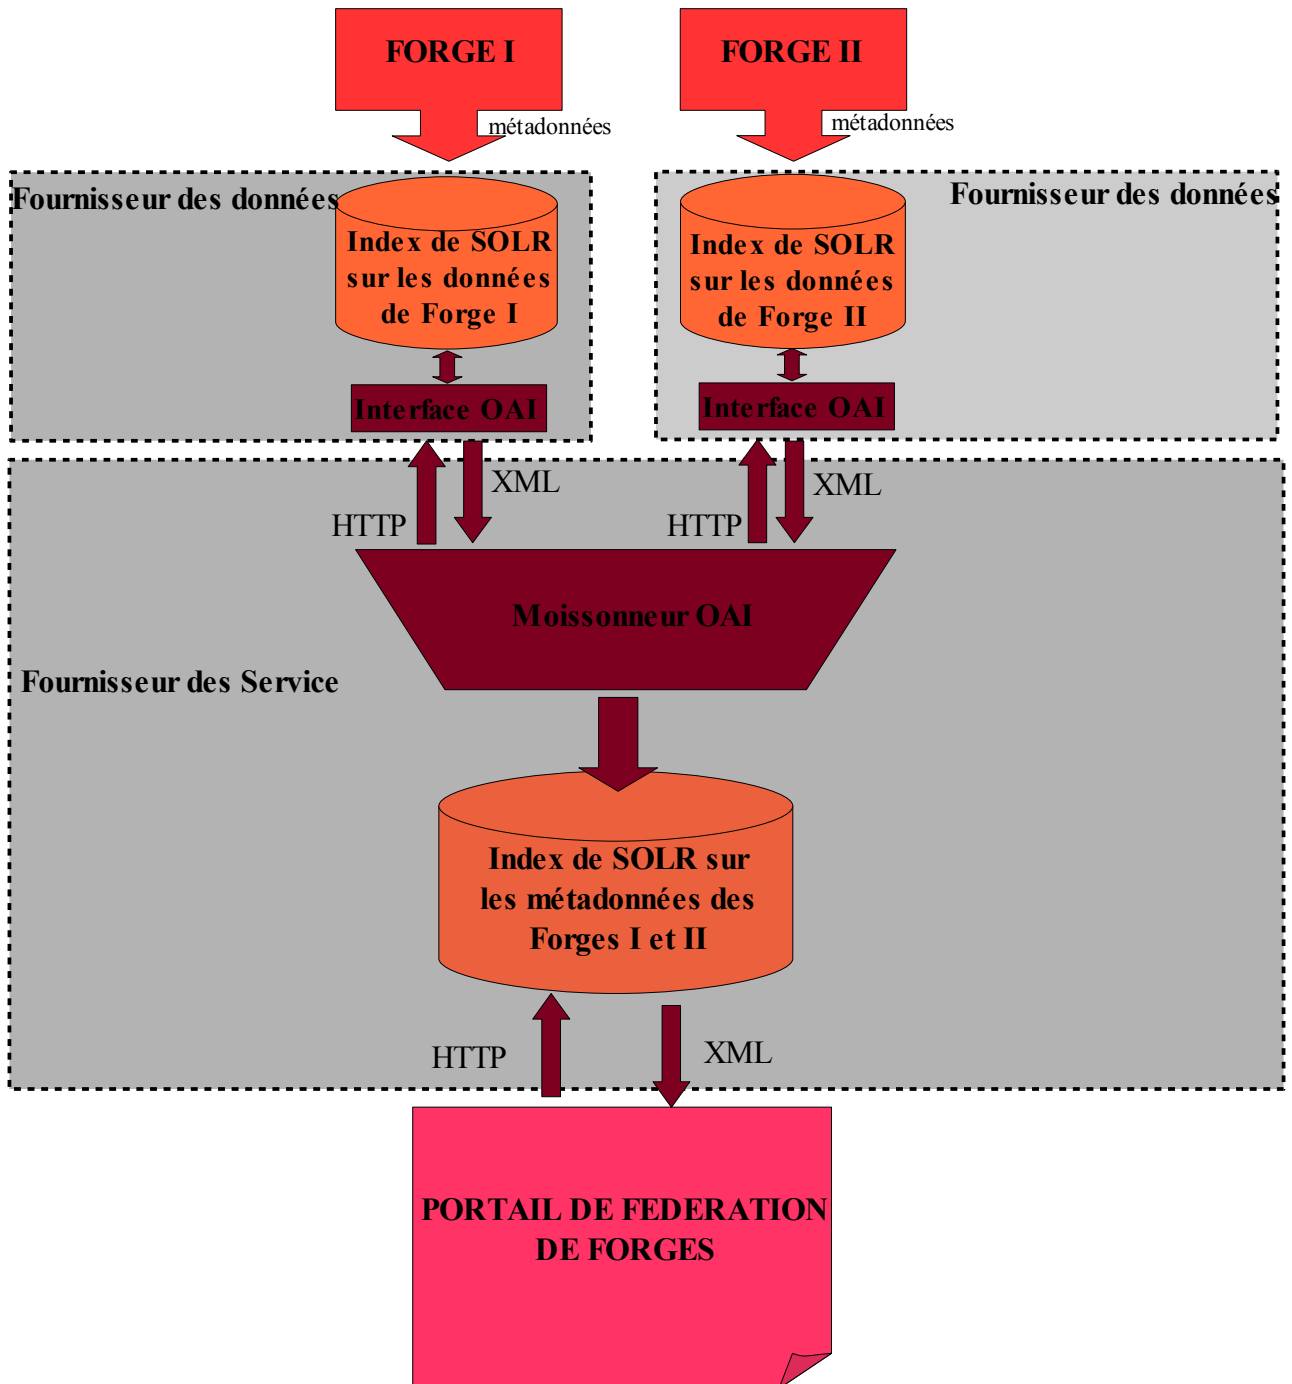 FORGE I
FORGE II
métadonnées
métadonnées
Fournisseur des données
Fournisseur des données
Index de SOLR
sur les données
de Forge I
Index de SOLR
sur les données
de Forge II
Interface OAI
Interface OAI
XML
HTTP
XML
HTTP
Moissonneur OAI
Fournisseur des Service
Index de SOLR sur
les métadonnées des
Forges I et II
HTTP
XML
PORTAIL DE FEDERATION
DE FORGES